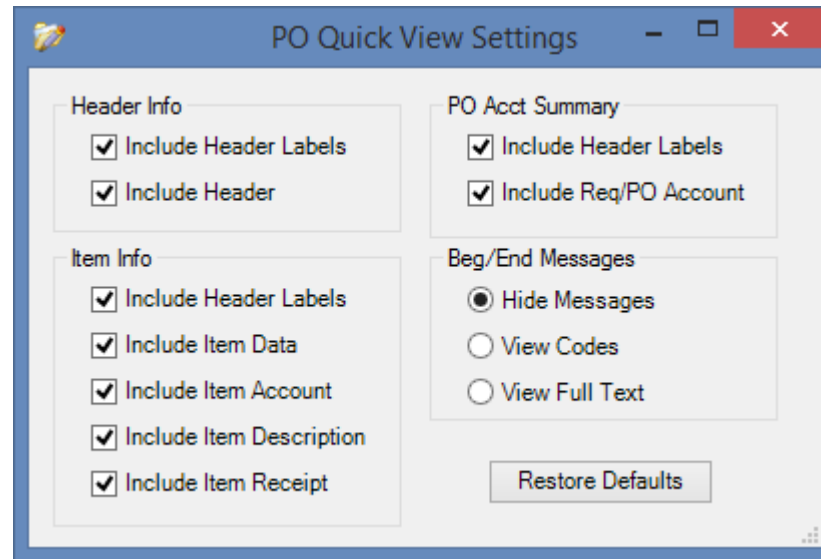 PO Quick View Settings
Header Info
Include Header Labels
Include Header
PO Acct Summary
Include Header Labels
Include Req/PO Account
Item Info
Include Header Labels
Include Item Data
Include Item Account
Include Item Description
Include Item Receipt
Beg/End Messages
Hide Messages
View Codes
View Full Text
Restore Defaults